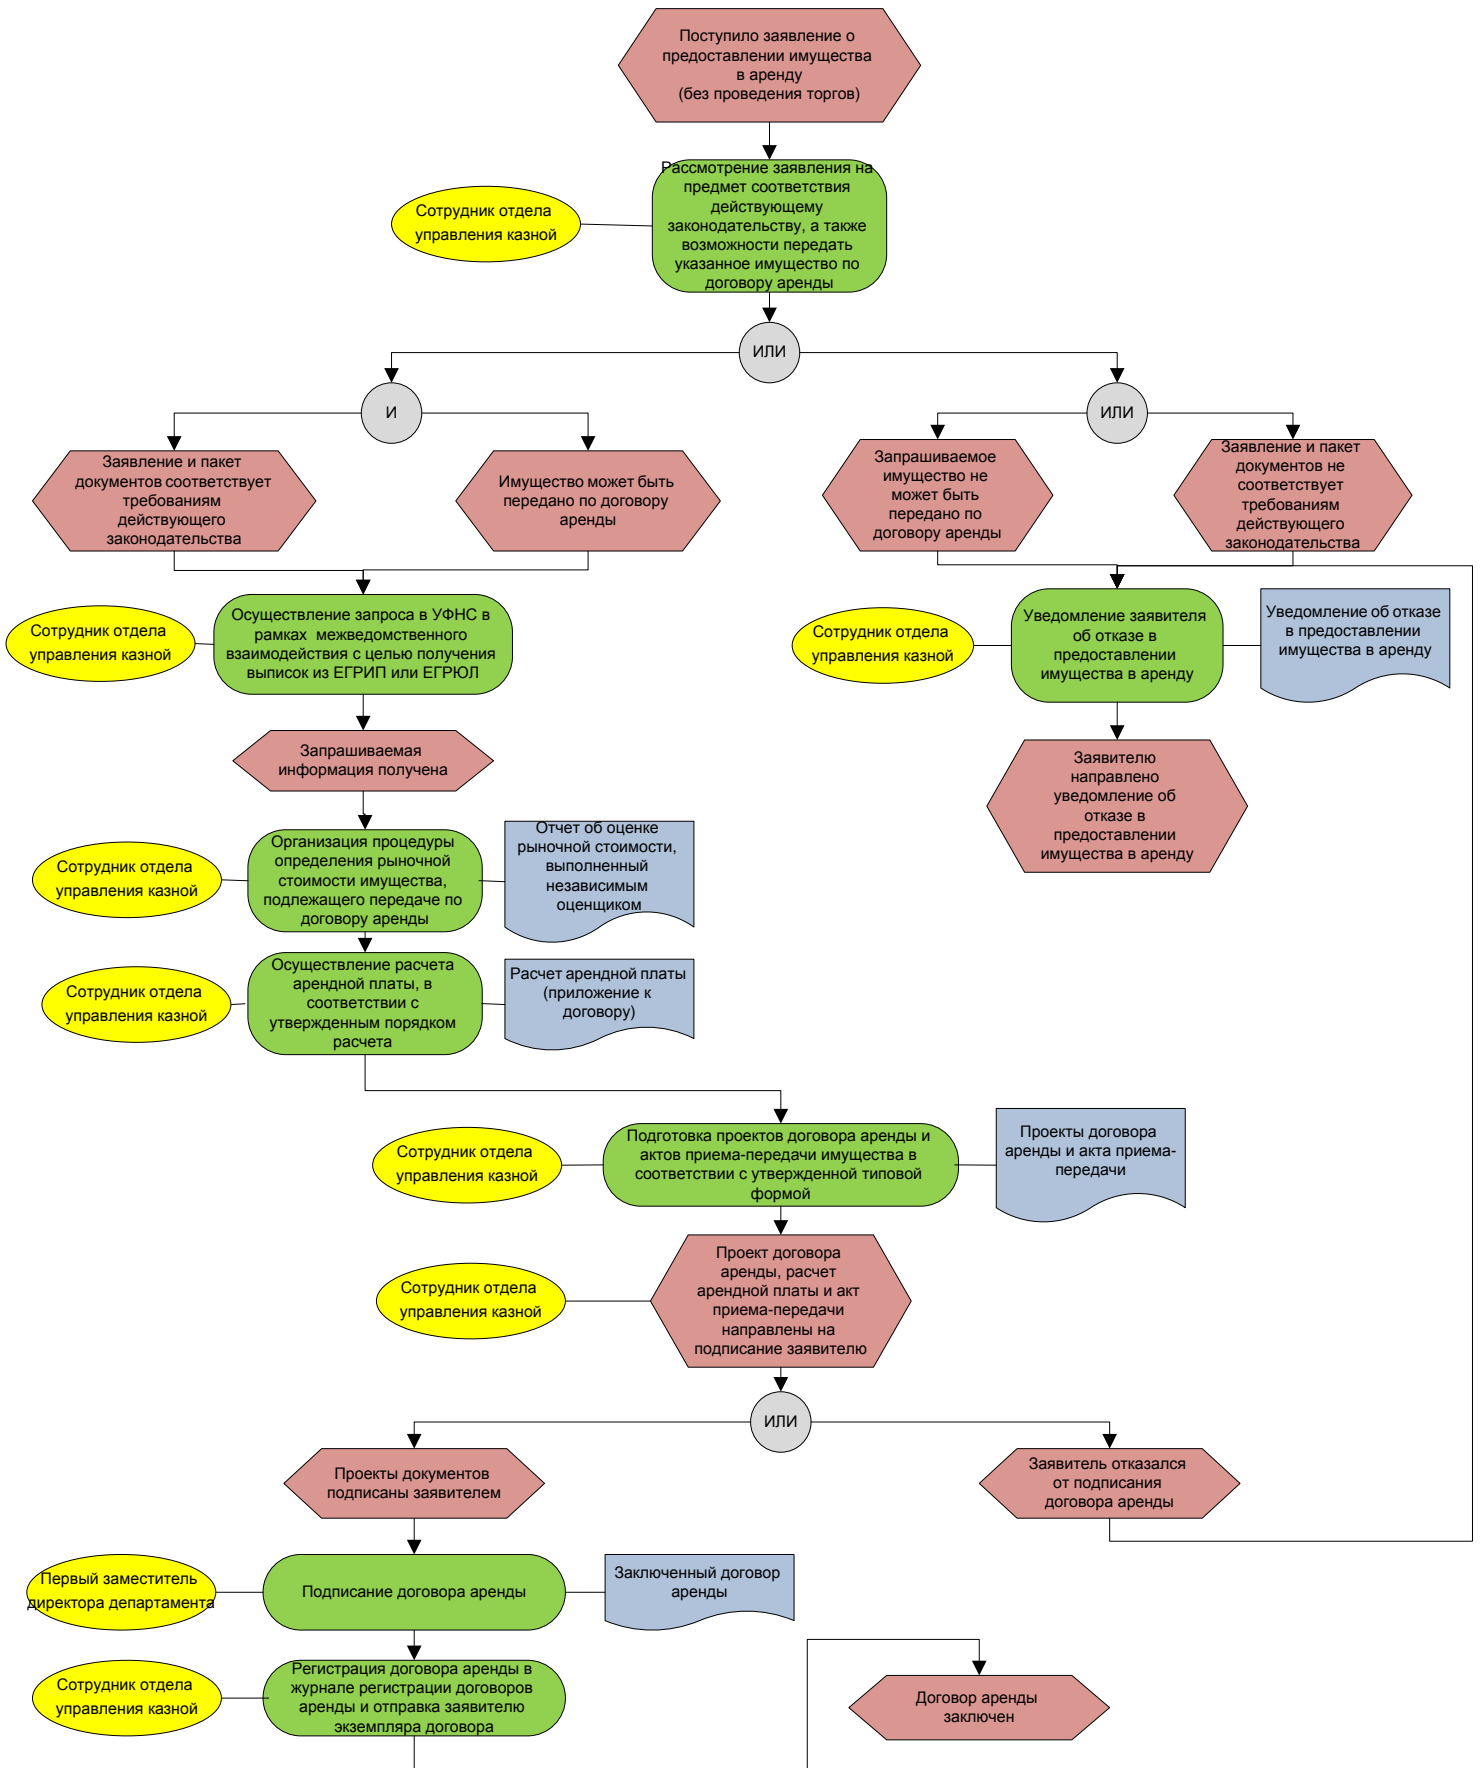 Поступило заявление о
предоставлении имущества
в аренду
(без проведения торгов)
Рассмотрение заявления на
предмет соответствия
действующему
законодательству, а также
возможности передать
указанное имущество по
договору аренды
Сотрудник отдела
управления казной
ИЛИ
И
ИЛИ
Заявление и пакет
документов соответствует
требованиям
действующего
законодательства
Имущество может быть
передано по договору
аренды
Запрашиваемое
имущество не
может быть
передано по
договору аренды
Заявление и пакет
документов не
соответствует
требованиям
действующего
законодательства
Сотрудник отдела
управления казной
Осуществление запроса в УФНС в
рамках межведомственного
взаимодействия с целью получения
выписок из ЕГРИП или ЕГРЮЛ
Сотрудник отдела
управления казной
Уведомление заявителя
об отказе в
предоставлении
имущества в аренду
Уведомление об отказе
в предоставлении
имущества в аренду
Запрашиваемая
информация получена
Заявителю
направлено
уведомление об
отказе в
предоставлении
имущества в аренду
Сотрудник отдела
управления казной
Организация процедуры
определения рыночной
стоимости имущества,
подлежащего передаче по
договору аренды
Отчет об оценке
рыночной стоимости,
выполненный
независимым
оценщиком
Сотрудник отдела
управления казной
Осуществление расчета
арендной платы, в
соответствии с
утвержденным порядком
расчета
Расчет арендной платы
(приложение к
договору)
Сотрудник отдела
управления казной
Подготовка проектов договора аренды и
актов приема-передачи имущества в
соответствии с утвержденной типовой
формой
Проекты договора
аренды и акта приема-
передачи
Сотрудник отдела
управления казной
Проект договора
аренды, расчет
арендной платы и акт
приема-передачи
направлены на
подписание заявителю
ИЛИ
Проекты документов
подписаны заявителем
Заявитель отказался
от подписания
договора аренды
Первый заместитель
директора департамента
Подписание договора аренды
Заключенный договор
аренды
Сотрудник отдела
управления казной
Регистрация договора аренды в
журнале регистрации договоров
аренды и отправка заявителю
экземпляра договора
Договор аренды
заключен